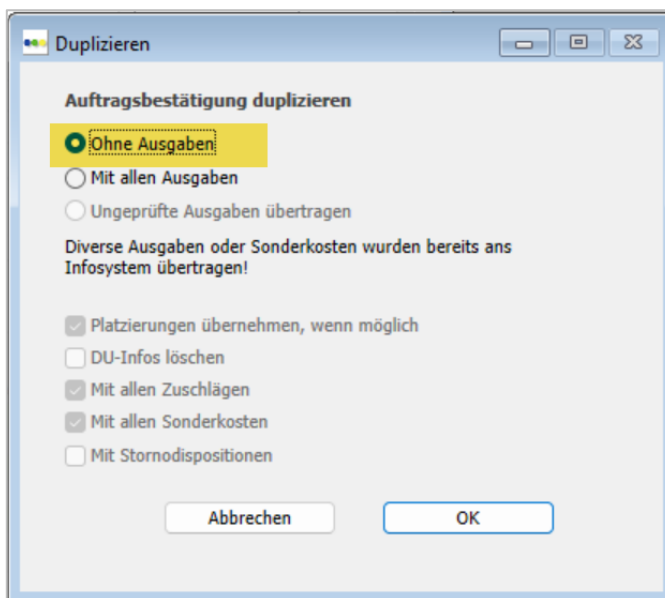 Duplizieren
Auftragsbestätigung duplizieren
Ohne Ausgaben
Mit allen Ausgaben
Ungeprüfte Ausgaben übertragen
Diverse Ausgaben oder Sonderkosten wurden bereits ans
Infosystem übertragen!
Platzierungen übernehmen, wenn möglich
DU-Infos löschen
Mit allen Zuschlägen
Mit allen Sonderkosten
Mit Stornodispositionen
Abbrechen OK